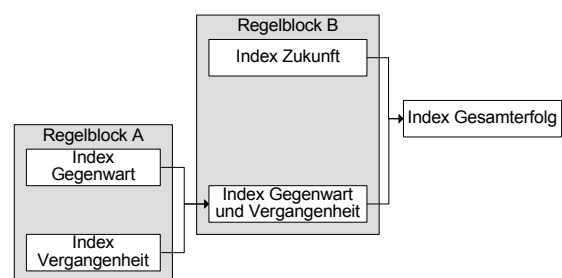 Regelblock B
Index Zukunft
Index Gesamterfolg
Regelblock A
Index
Gegenwart
Index Gegenwart
und Vergangenheit
Index
Vergangenheit